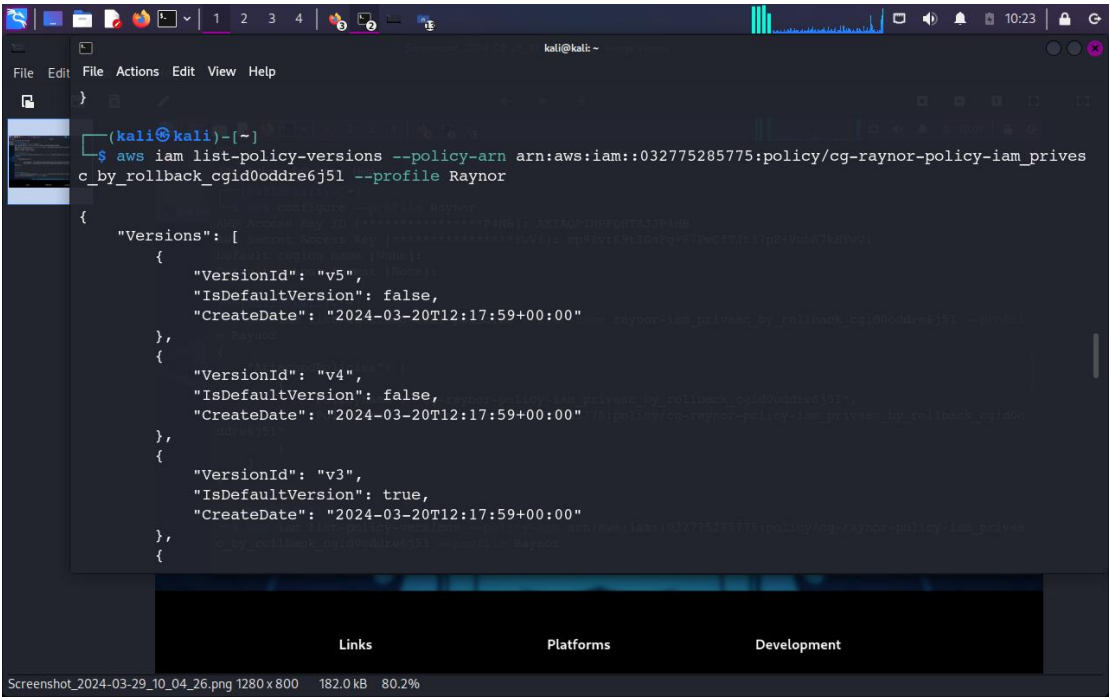 1 2 3 4 3 2 13 10:23
kali@kali: ~
File Edit File Actions Edit View Help
}
(kali㉿kali)-[~]
$ aws iam list-policy-versions --policy-arn arn:aws:iam::032775285775:policy/cg-raynor-policy-iam_prives
c_by_rollback_cgid0oddre6j5l --profile Raynor
{
"Versions": [
{
"VersionId": "v5",
"IsDefaultVersion": false,
"CreateDate": "2024-03-20T12:17:59+00:00"
},
{
"VersionId": "v4",
"IsDefaultVersion": false,
"CreateDate": "2024-03-20T12:17:59+00:00"
},
{
"VersionId": "v3",
"IsDefaultVersion": true,
"CreateDate": "2024-03-20T12:17:59+00:00"
},
{
Links Platforms Development
Screenshot_2024-03-29_10_04_26.png 1280 x 800 182.0 kB 80.2%